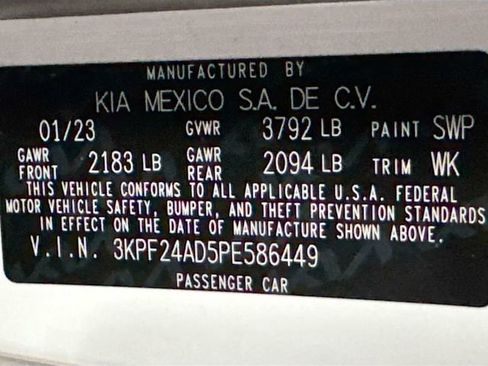 MANUFACTURED BY
KIA MEXICO S.A. DE C.V.
01/23 GVWR 3792 LB PAINT SWP
GAWR FRONT 2183 LB GAWR REAR 2094 LB TRIM WK
THIS VEHICLE CONFORMS TO ALL APPLICABLE U.S.A. FEDERAL
MOTOR VEHICLE SAFETY, BUMPER, AND THEFT PREVENTION STANDARDS
IN EFFECT ON THE DATE OF MANUFACTURE SHOWN ABOVE.
V.I.N. 3KPF24AD5PE586449
PASSENGER CAR